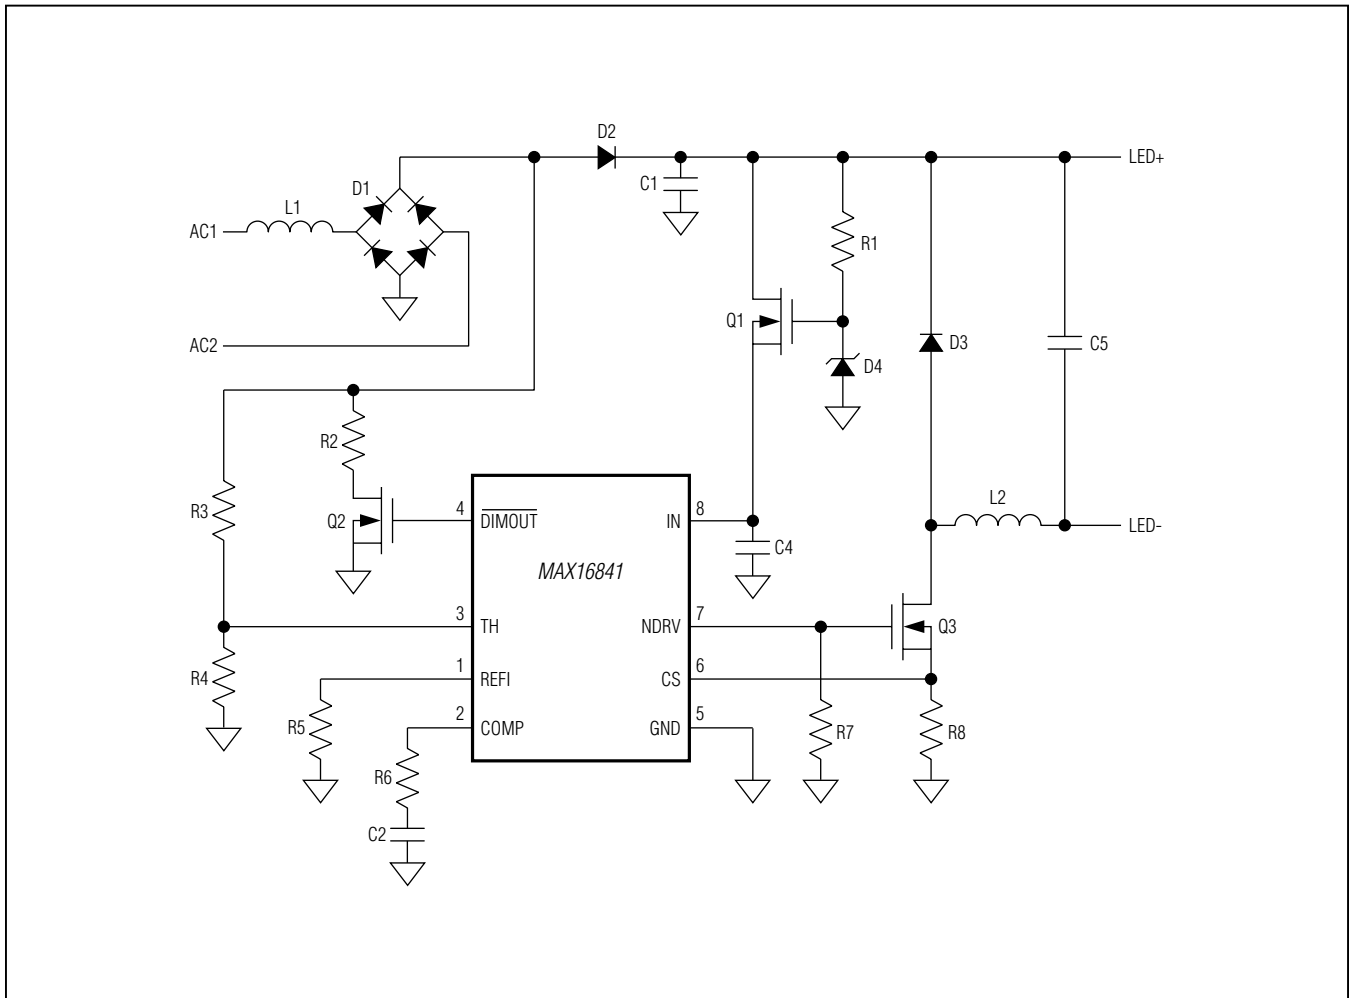 D2
LED+
D1
C1
L1
AC1
R1
Q1
AC2
D3
C5
D4
R2
L2
4
8
R3
Q2
DIMOUT
IN
LED-
C4
MAX16841
3
7
TH
NDRV
Q3
1
6
R4
REFI
CS
2
5
R5
COMP
GND
R7
R8
R6
C2